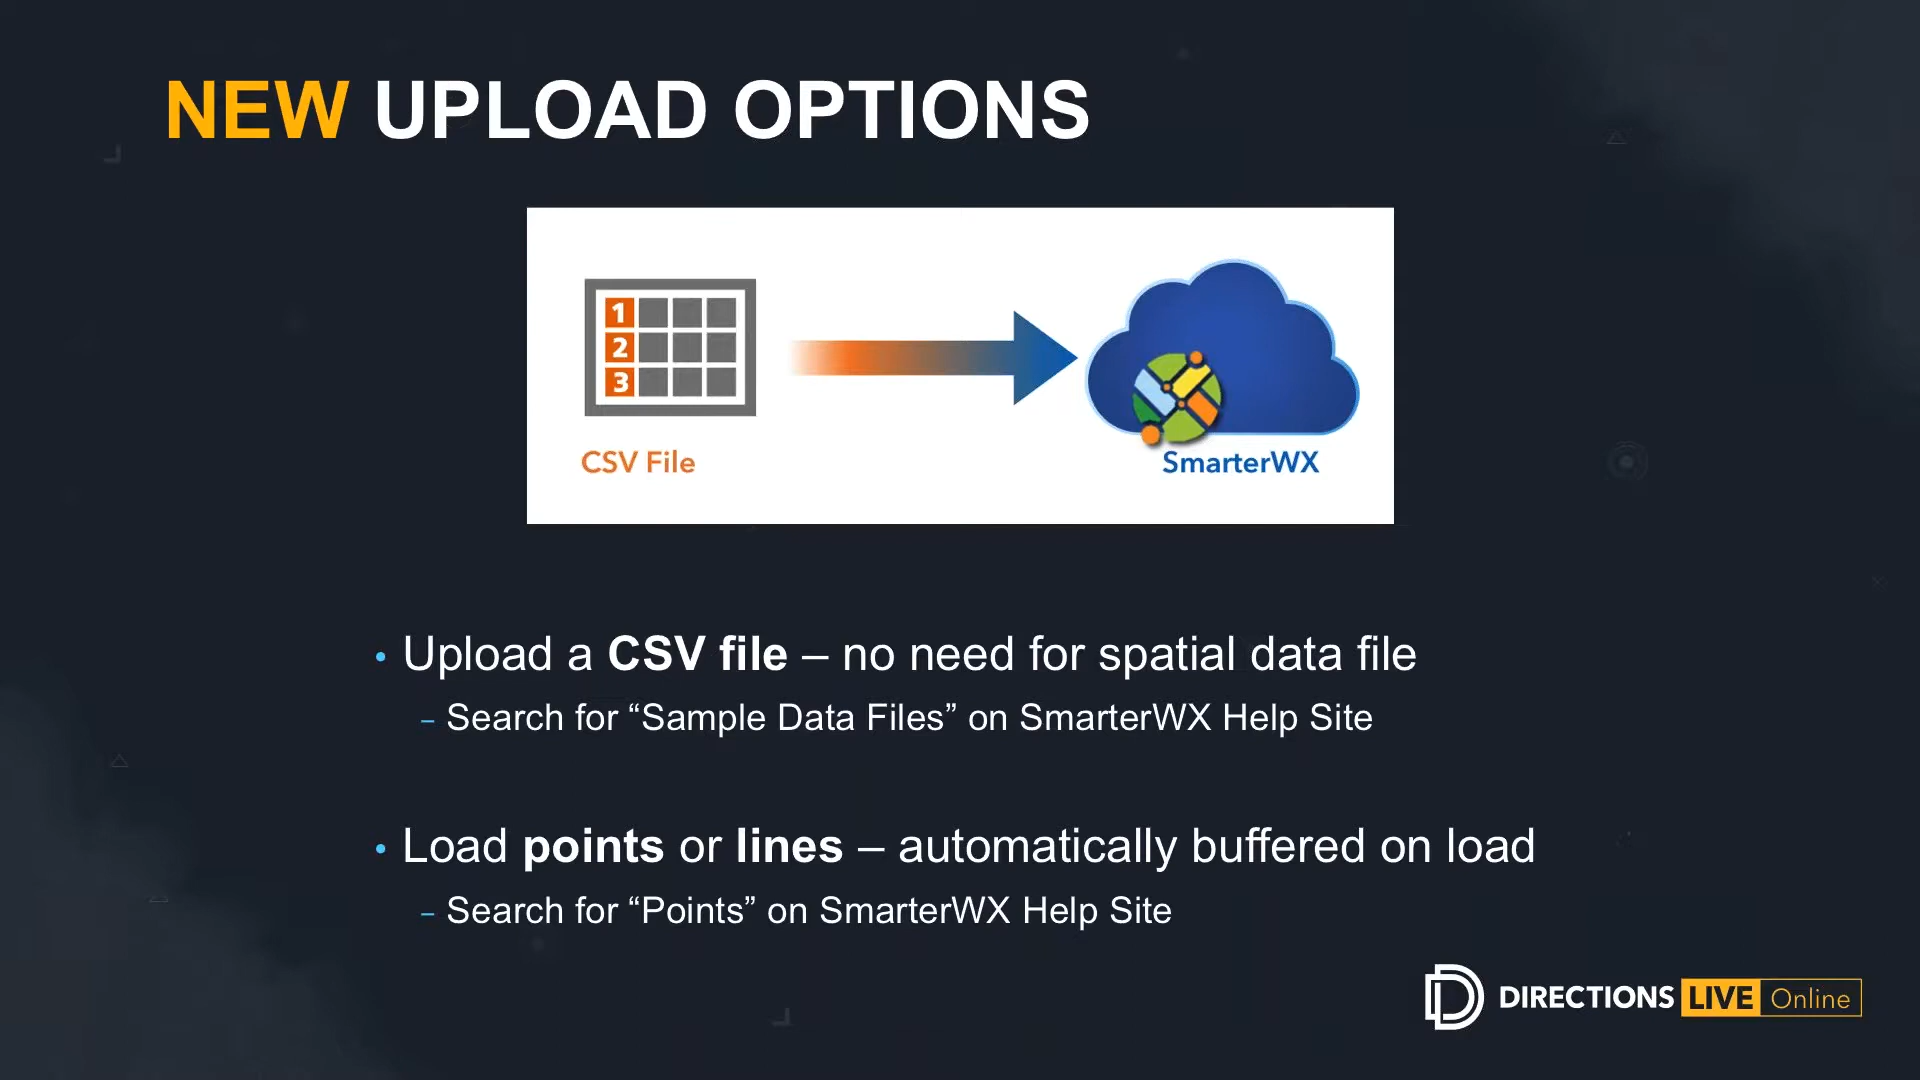 NEW UPLOAD OPTIONS
1
2
3
CSV File
SmarterWX
• Upload a CSV file – no need for spatial data file
– Search for “Sample Data Files” on SmarterWX Help Site
• Load points or lines – automatically buffered on load
– Search for “Points” on SmarterWX Help Site
DIRECTIONS LIVE Online